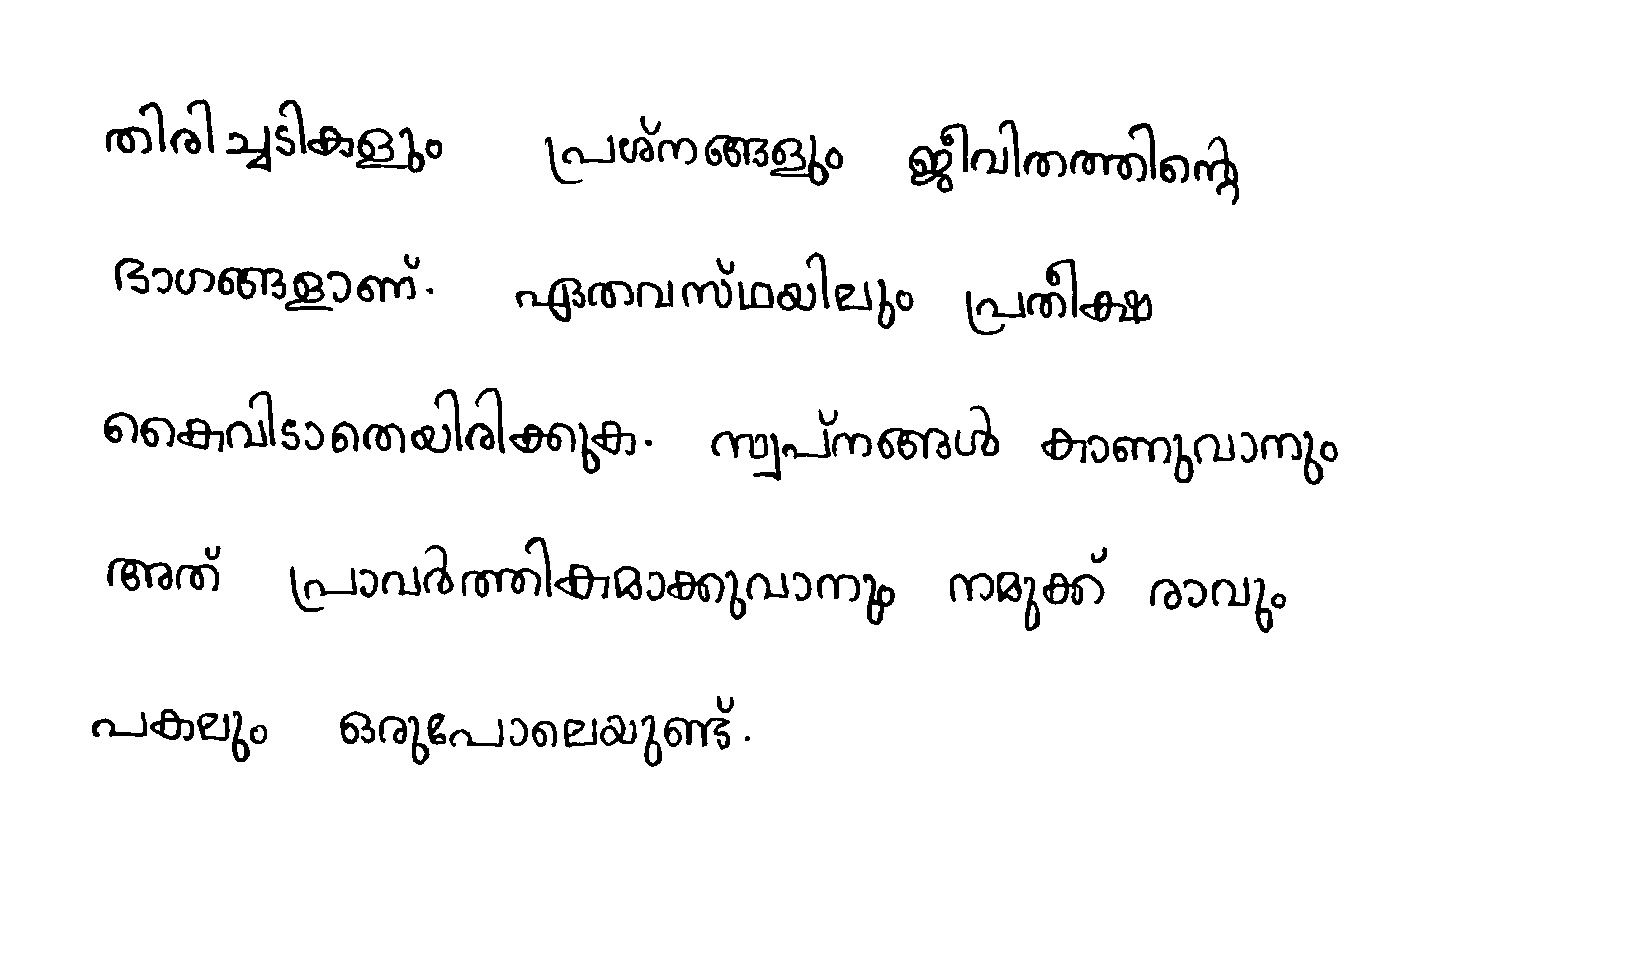 തിരിച്ചടികളും പ്രശ്നങ്ങളും ജീവിതത്തിന്റെ
ഭാഗങ്ങളാണ്. ഏതവസ്ഥയിലും പ്രതീക്ഷ
കൈവിടാതെയിരിക്കുക. സ്വപ്നങ്ങൾ കാണുവാനും
അത് പ്രാവർത്തികമാക്കുവാനും നമുക്ക് രാവും
പകലും ഒരുപോലെയുണ്ട്.